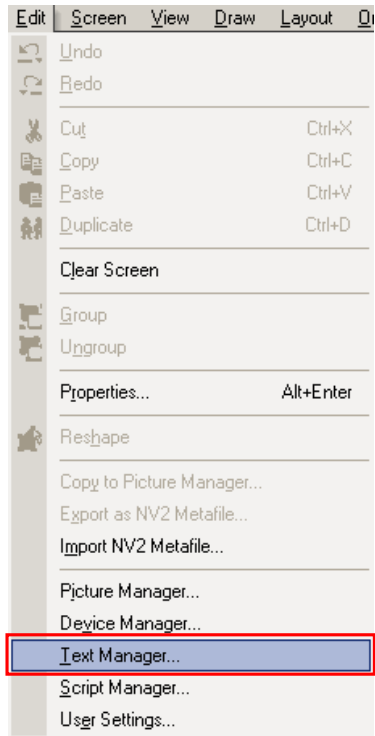 Edit Screen View Draw Layout
Undo
Redo
Cut Ctrl+X
Copy Ctrl+C
Paste Ctrl+V
Duplicate Ctrl+D
Clear Screen
Group
Ungroup
Properties... Alt+Enter
Reshape
Copy to Picture Manager...
Export as NV2 Metafile...
Import NV2 Metafile...
Picture Manager...
Device Manager...
Text Manager...
Script Manager...
User Settings...